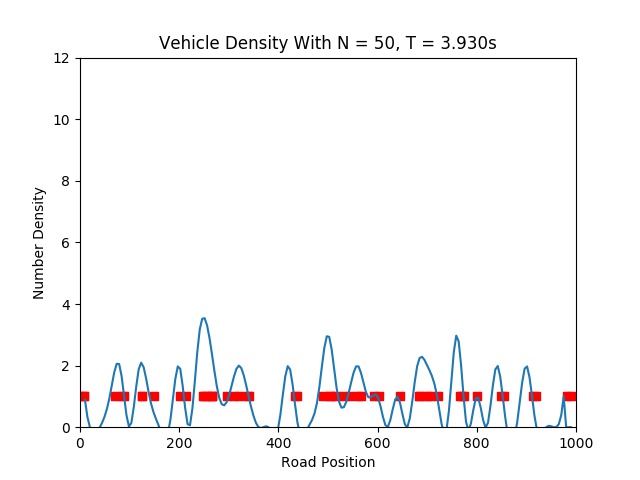 Vehicle Density With N = 50, T = 3.930s
12
10
8
6
4
2
0
Number Density
0 200 400 600 800 1000
Road Position